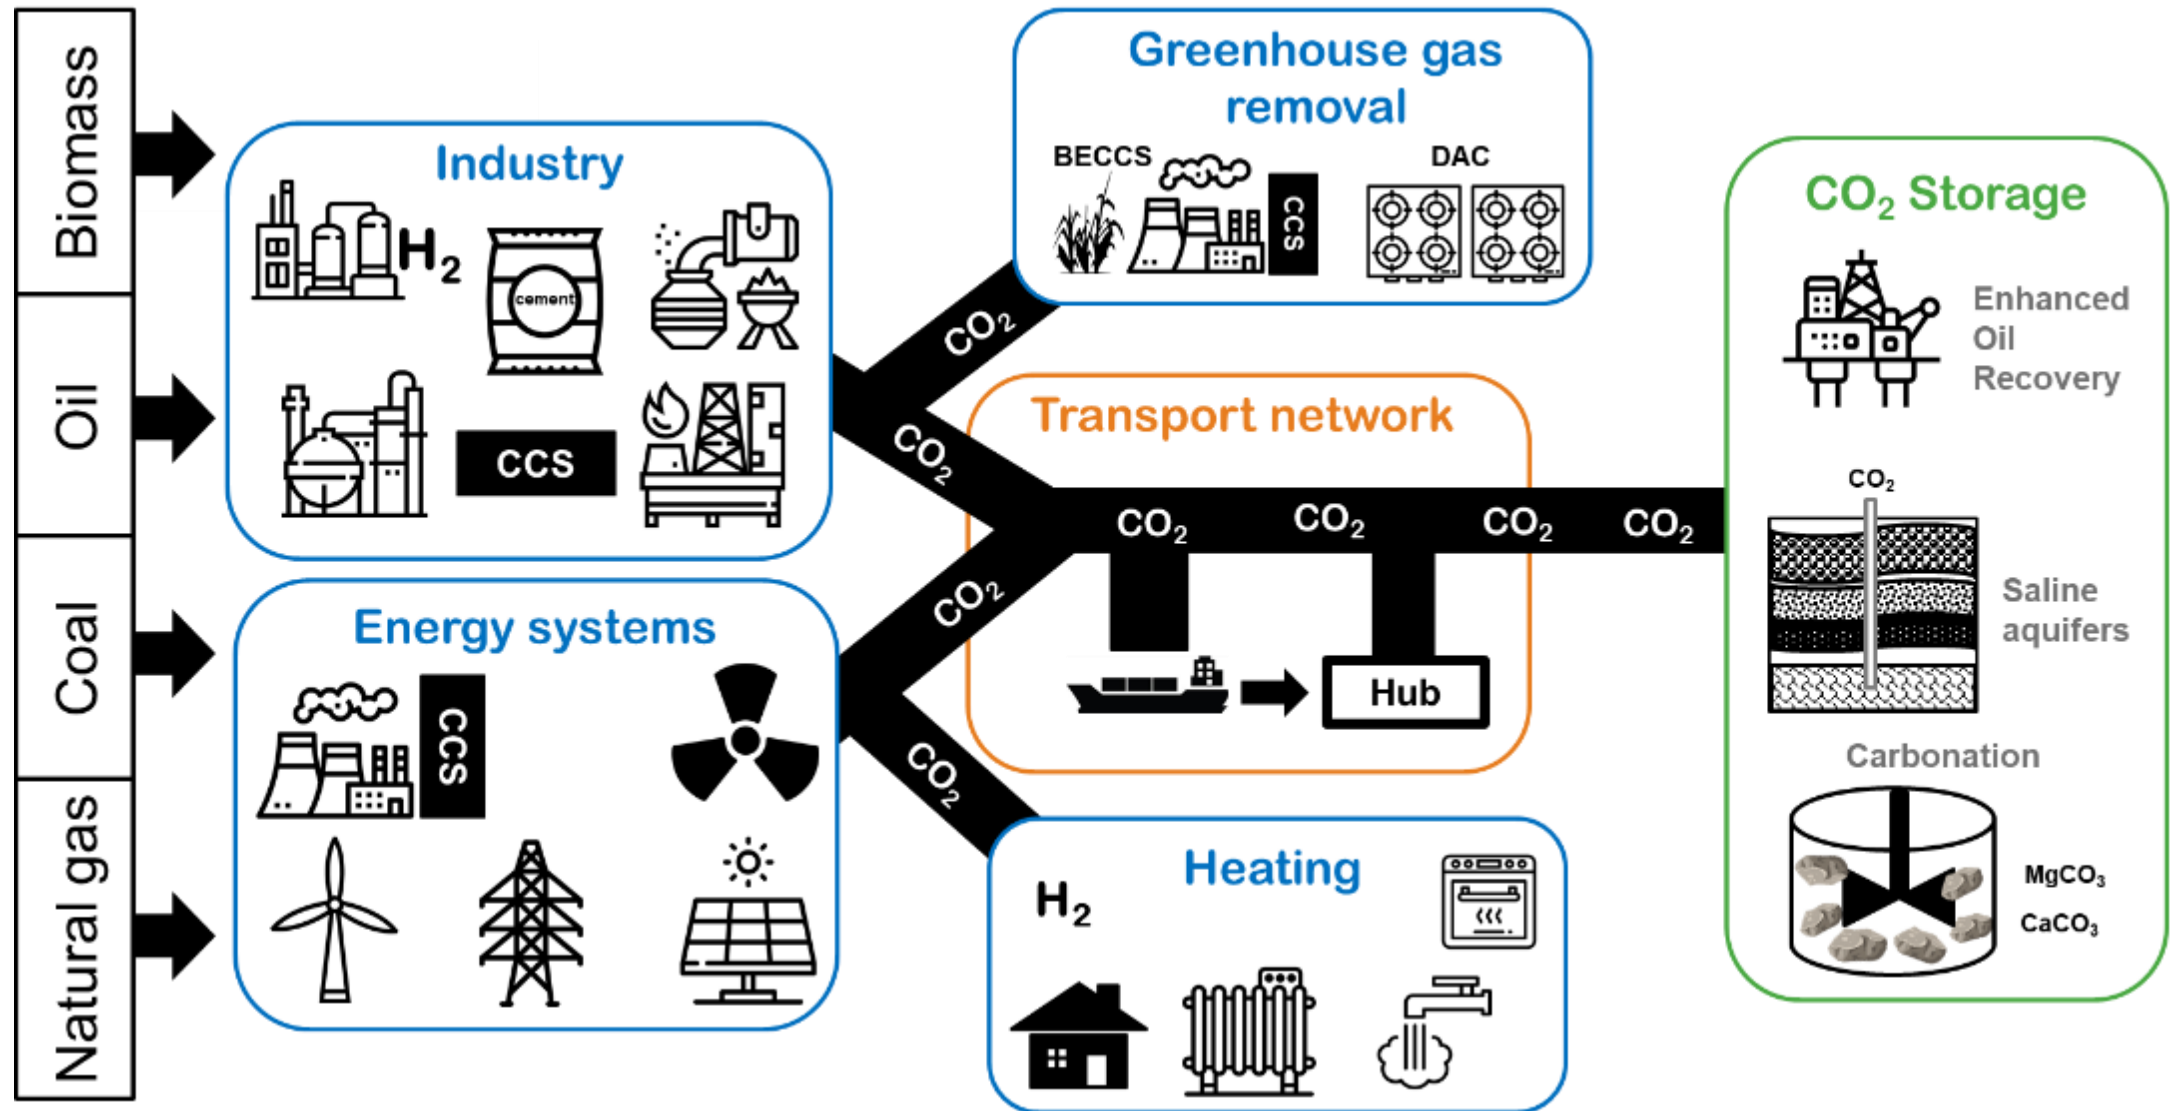 Biomass
Oil
Coal
Natural gas
Industry
H₂
cement
CCS
Energy systems
CCS
Greenhouse gas
removal
BECCS
DAC
CCS
CO₂
CO₂
CO₂
CO₂
Transport network
CO₂
CO₂
CO₂
CO₂
Hub
Heating
H₂
CO₂ Storage
Enhanced
Oil
Recovery
CO₂
Saline
aquifers
Carbonation
MgCO₃
CaCO₃